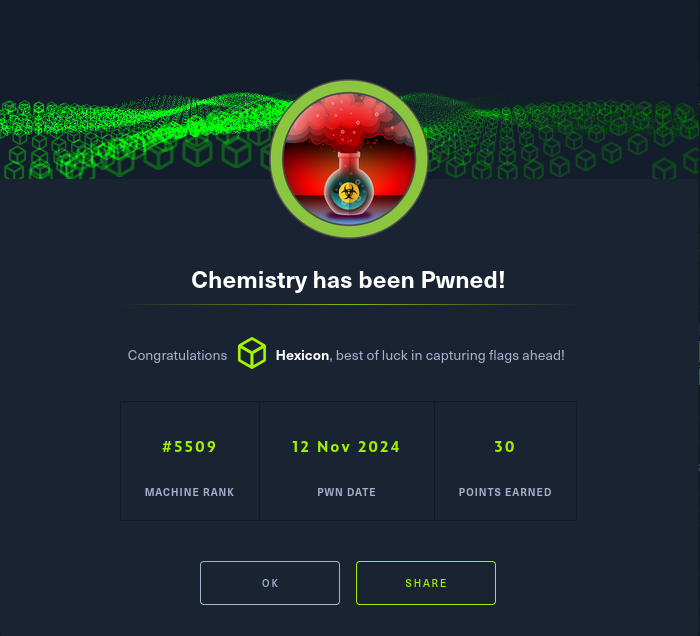 Chemistry has been Pwned!
Congratulations Hexicon, best of luck in capturing flags ahead!
#5509 12 Nov 2024 30
MACHINE RANK PWN DATE POINTS EARNED
OK SHARE